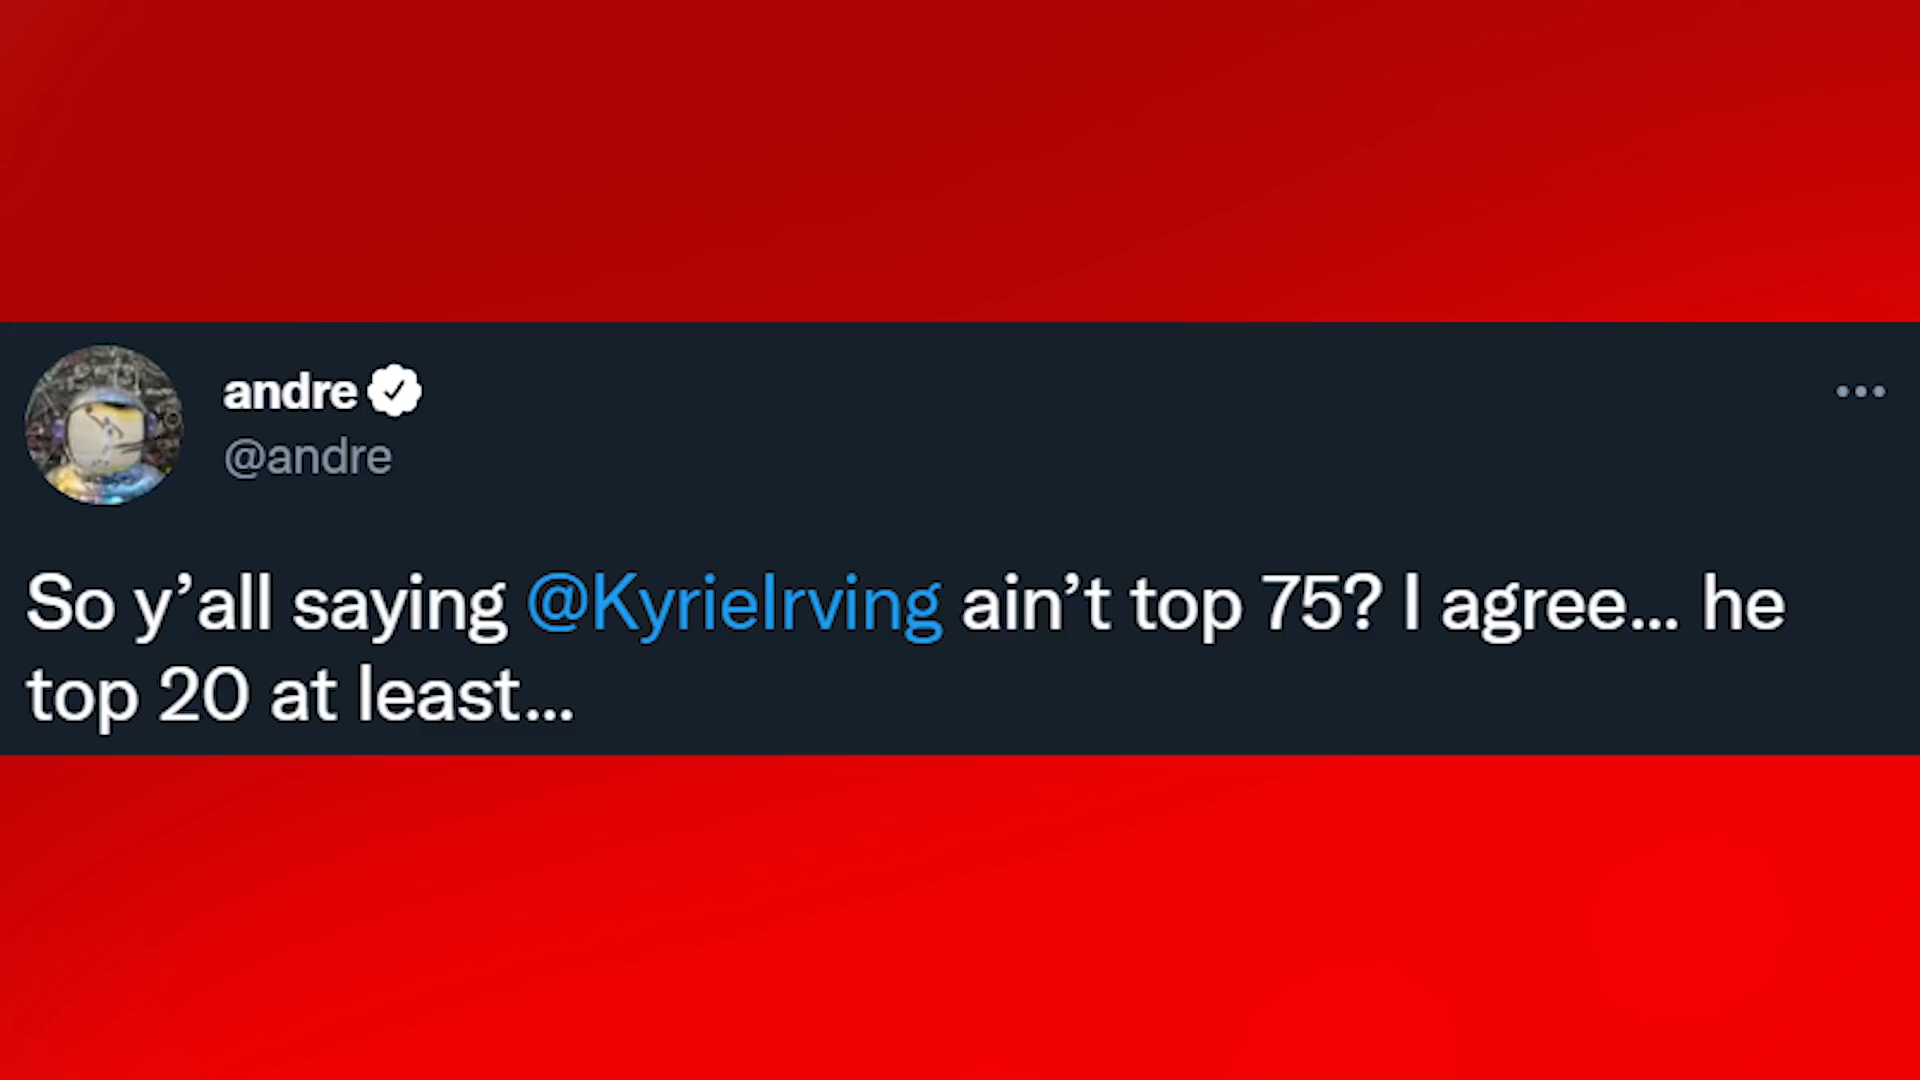 andre
@andre
So y’all saying @KyrieIrving ain’t top 75? I agree... he
top 20 at least...